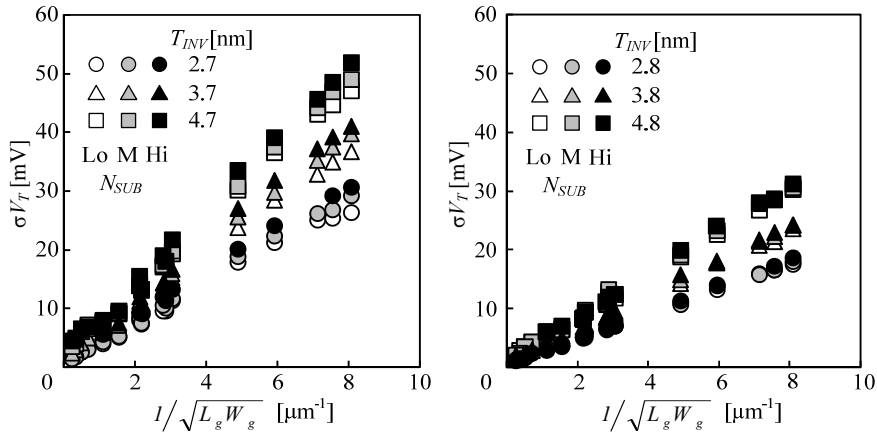 60
50
40
30
20
10
0
σV_T [mV]
T_INV [nm]
2.7
3.7
4.7
Lo M Hi
N_SUB
0 2 4 6 8 10
1/√(L_g W_g) [μm⁻¹]
60
50
40
30
20
10
0
σV_T [mV]
T_INV [nm]
2.8
3.8
4.8
Lo M Hi
N_SUB
0 2 4 6 8 10
1/√(L_g W_g) [μm⁻¹]